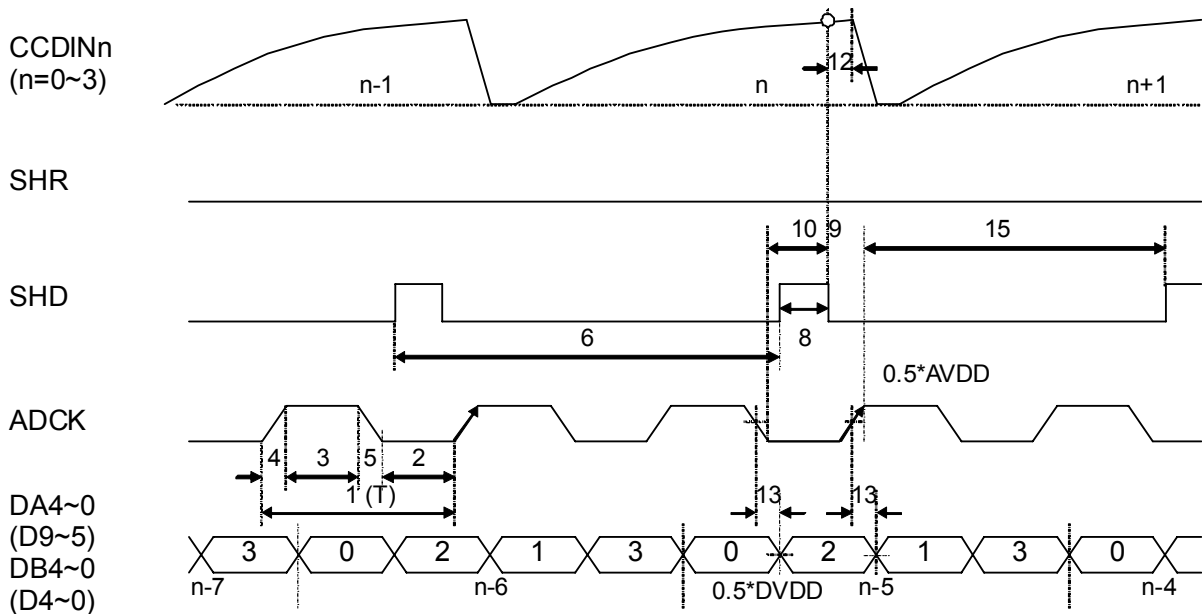 CCDINn
(n=0~3)
n-1
n
12
n+1
SHR
10 9 15
SHD
8
6
0.5*AVDD
ADCK
4 3 5 2
1 (T)
13 13
DA4~0
(D9~5)
DB4~0
(D4~0)
3 0 2 1 3 0 2 1 3 0
n-7 n-6 0.5*DVDD n-5 n-4